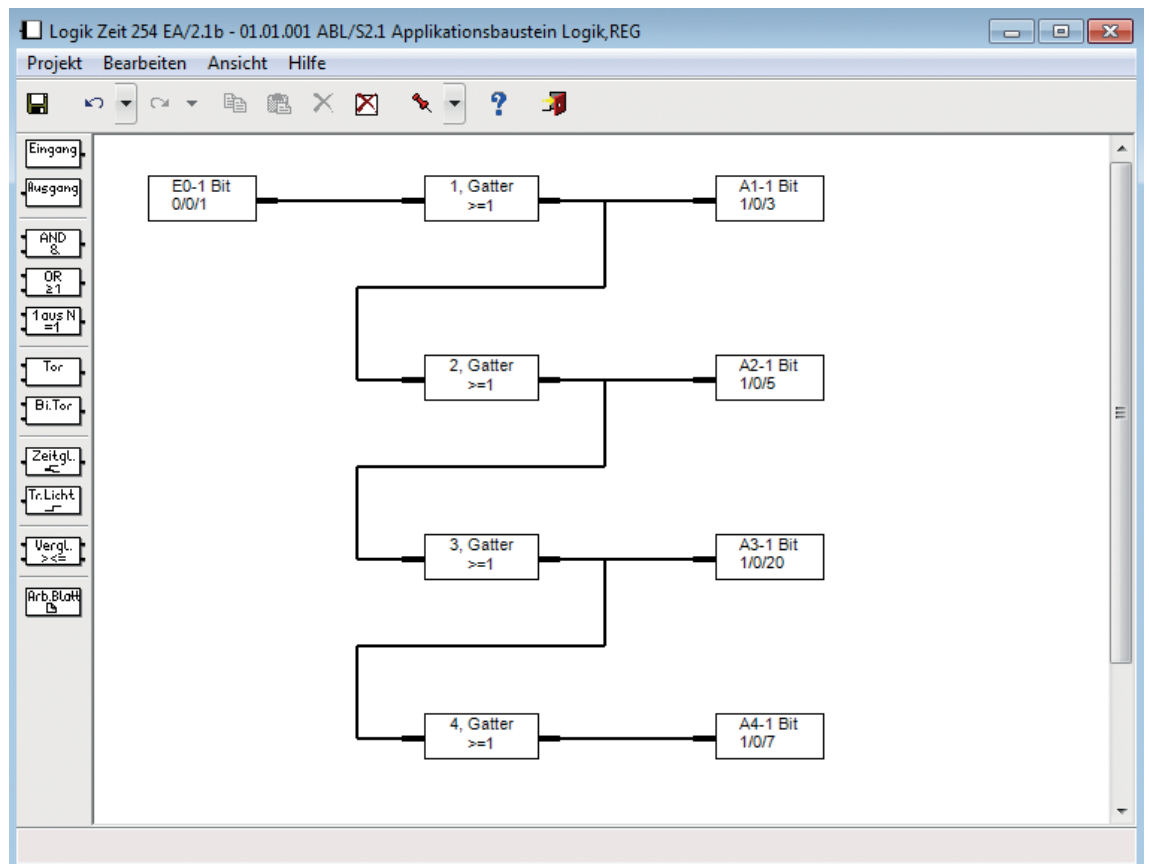 Logik Zeit 254 EA/2.1b - 01.01.001 ABL/S2.1 Applikationsbaustein Logik,REG
Projekt Bearbeiten Ansicht Hilfe
Eingang
Ausgang
AND
&
OR
≥1
1 aus N
=1
Tor
Bi.Tor
Zeitgl.
Tr.Licht
Vergl.
><=
Arb.Blatt
E0-1 Bit
0/0/1
1, Gatter
>=1
A1-1 Bit
1/0/3
2, Gatter
>=1
A2-1 Bit
1/0/5
3, Gatter
>=1
A3-1 Bit
1/0/20
4, Gatter
>=1
A4-1 Bit
1/0/7